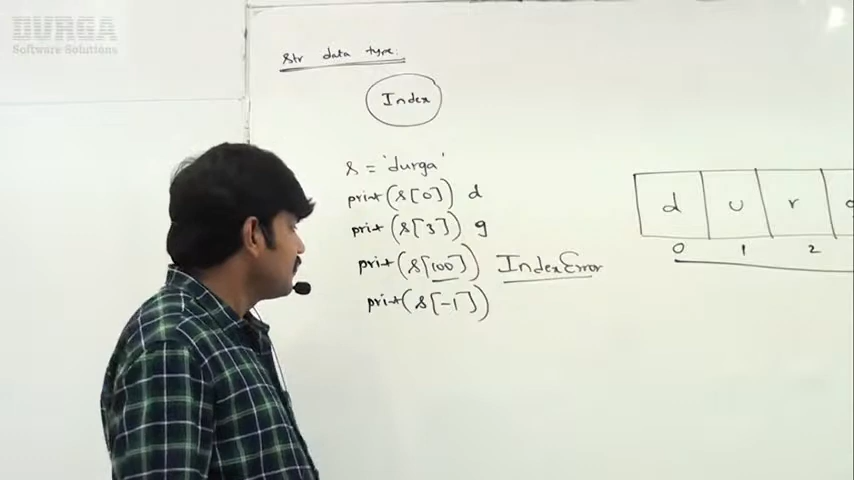 DURGA
Software Solutions
str data type:
Index
s = 'durga'
print(s[0]) d
print(s[3]) g
print(s[100]) IndexError
print(s[-1])
d u r g
0 1 2